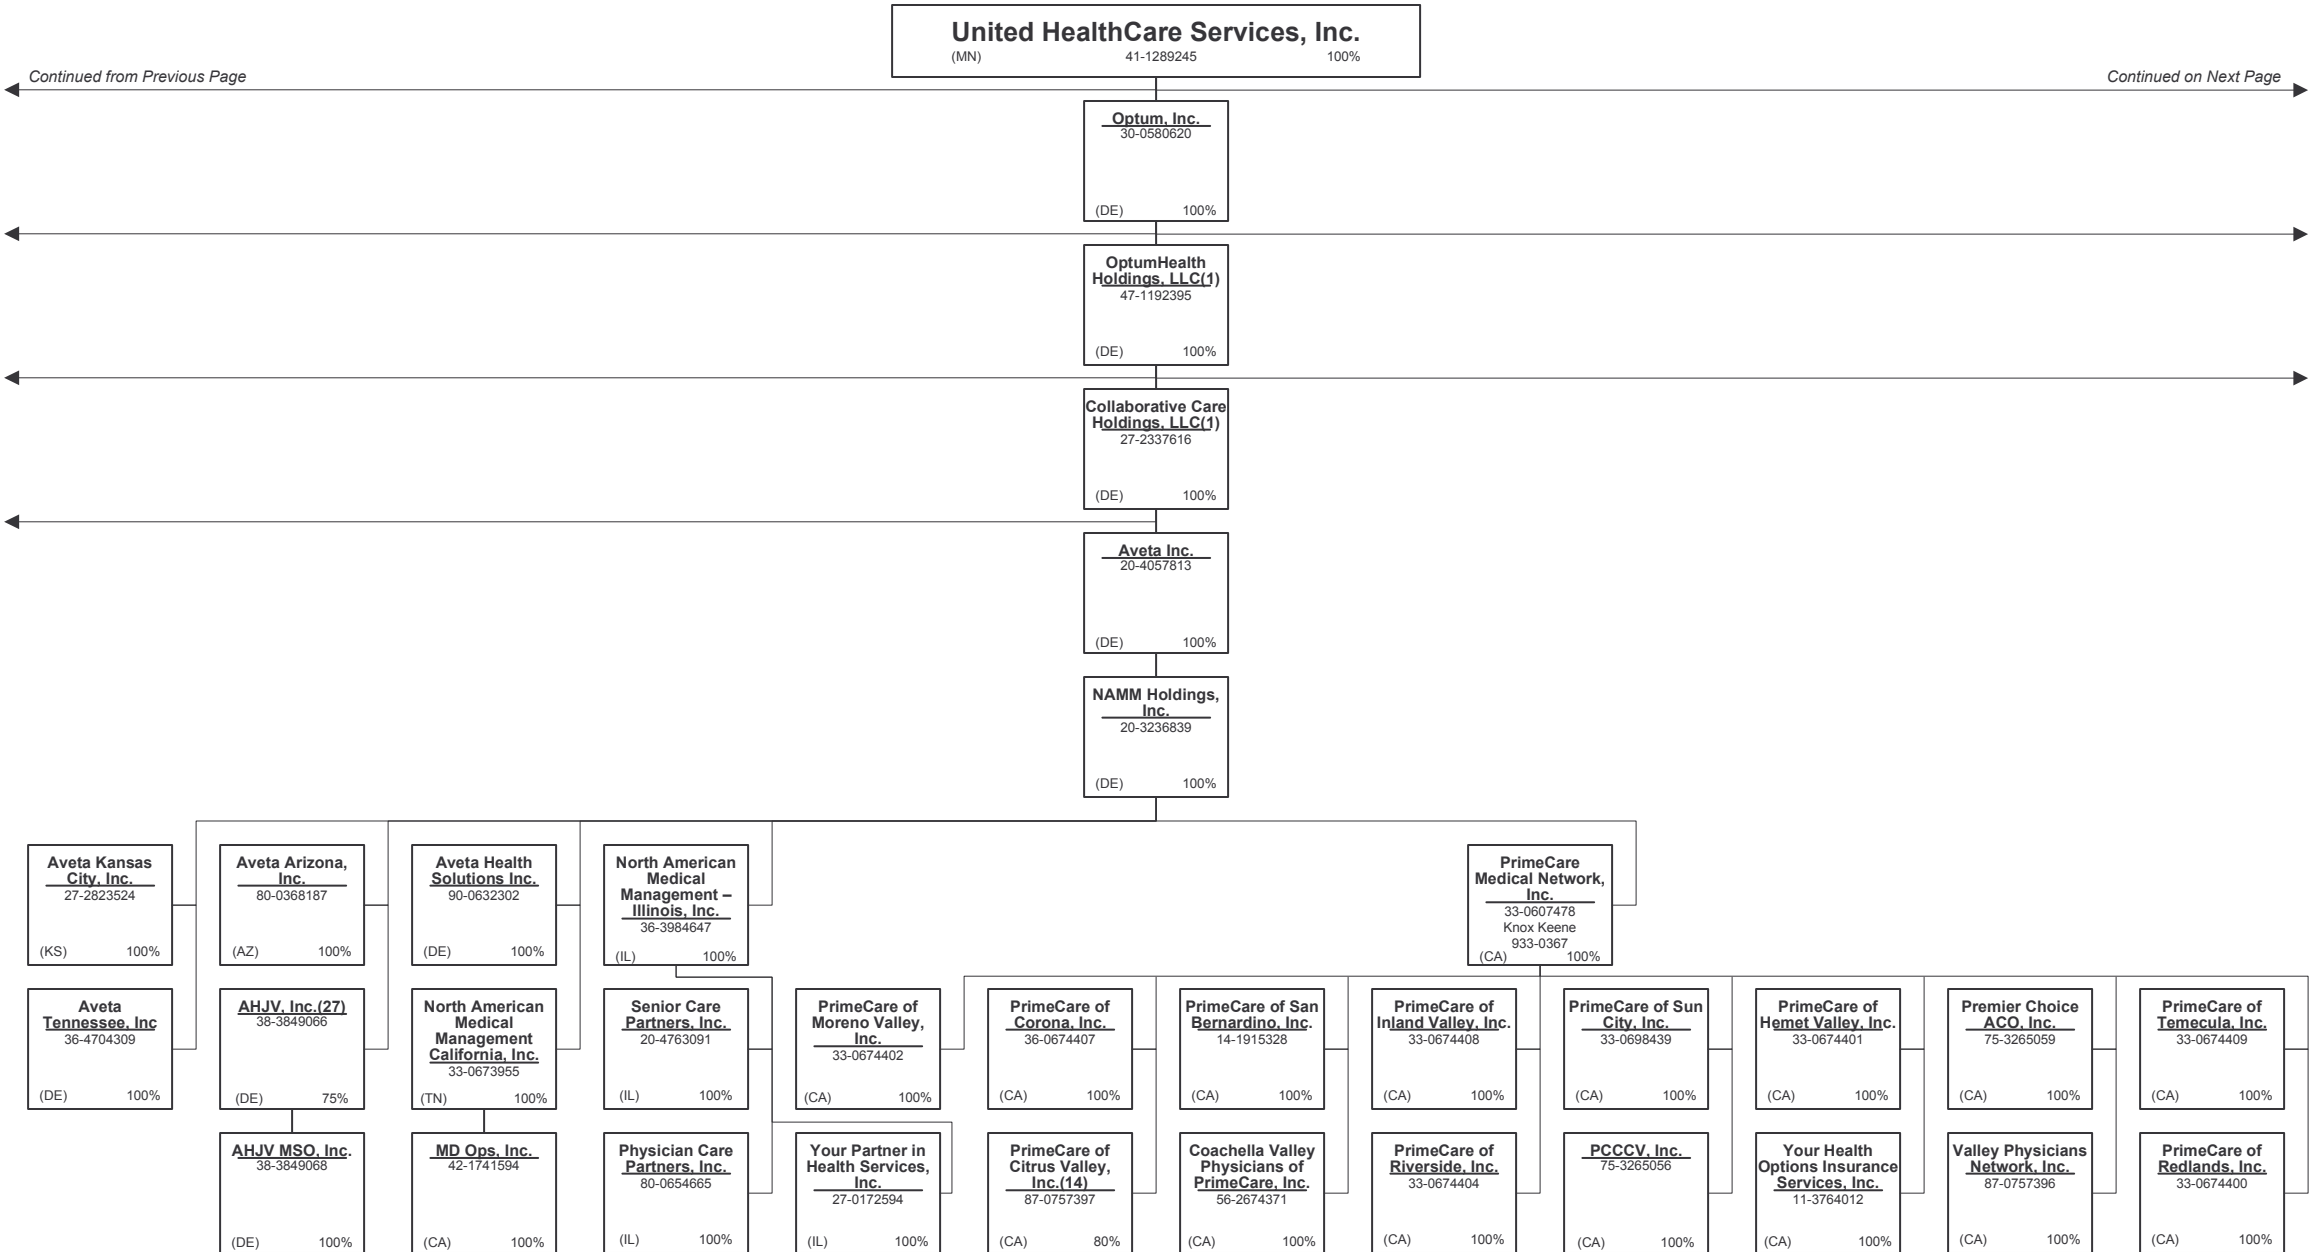 United HealthCare Services, Inc.
(MN) 41-1289245 100%
Continued from Previous Page
Continued on Next Page
Optum, Inc.
30-0580620
(DE) 100%
OptumHealth
Holdings, LLC(1)
47-1192395
(DE) 100%
Collaborative Care
Holdings, LLC(1)
27-2337616
(DE) 100%
Aveta Inc.
20-4057813
(DE) 100%
NAMM Holdings,
Inc.
20-3236839
(DE) 100%
Aveta Kansas
City, Inc.
27-2823524
(KS) 100%
Aveta Arizona,
Inc.
80-0368187
(AZ) 100%
Aveta Health
Solutions Inc.
90-0632302
(DE) 100%
North American
Medical
Management –
Illinois, Inc.
36-3984647
(IL) 100%
PrimeCare
Medical Network,
Inc.
33-0607478
Knox Keene
933-0367
(CA) 100%
Aveta
Tennessee, Inc
36-4704309
(DE) 100%
AHJV, Inc.(27)
38-3849066
(DE) 75%
North American
Medical
Management
California, Inc.
33-0673955
(TN) 100%
Senior Care
Partners, Inc.
20-4763091
(IL) 100%
PrimeCare of
Moreno Valley,
Inc.
33-0674402
(CA) 100%
PrimeCare of
Corona, Inc.
36-0674407
(CA) 100%
PrimeCare of San
Bernardino, Inc.
14-1915328
(CA) 100%
PrimeCare of
Inland Valley, Inc.
33-0674408
(CA) 100%
PrimeCare of Sun
City, Inc.
33-0698439
(CA) 100%
PrimeCare of
Hemet Valley, Inc.
33-0674401
(CA) 100%
Premier Choice
ACO, Inc.
75-3265059
(CA) 100%
PrimeCare of
Temecula, Inc.
33-0674409
(CA) 100%
AHJV MSO, Inc.
38-3849068
(DE) 100%
MD Ops, Inc.
42-1741594
(CA) 100%
Physician Care
Partners, Inc.
80-0654665
(IL) 100%
Your Partner in
Health Services,
Inc.
27-0172594
(IL) 100%
PrimeCare of
Citrus Valley,
Inc.(14)
87-0757397
(CA) 80%
Coachella Valley
Physicians of
PrimeCare, Inc.
56-2674371
(CA) 100%
PrimeCare of
Riverside, Inc.
33-0674404
(CA) 100%
PCCCV, Inc.
75-3265056
(CA) 100%
Your Health
Options Insurance
Services, Inc.
11-3764012
(CA) 100%
Valley Physicians
Network, Inc.
87-0757396
(CA) 100%
PrimeCare of
Redlands, Inc.
33-0674400
(CA) 100%